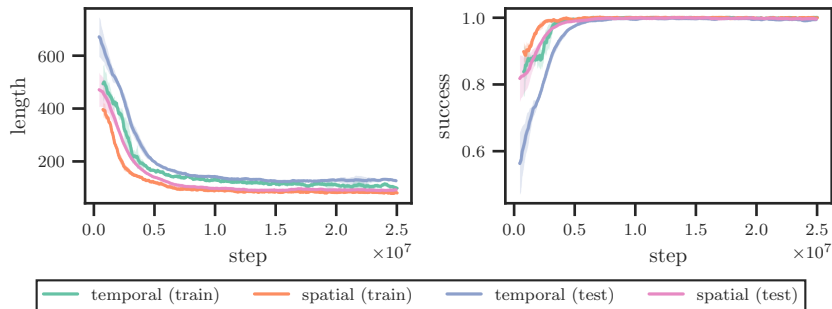 length
600
400
200
0.0 0.5 1.0 1.5 2.0 2.5
step
×10⁷
success
1.0
0.8
0.6
0.0 0.5 1.0 1.5 2.0 2.5
step
×10⁷
temporal (train) spatial (train) temporal (test) spatial (test)